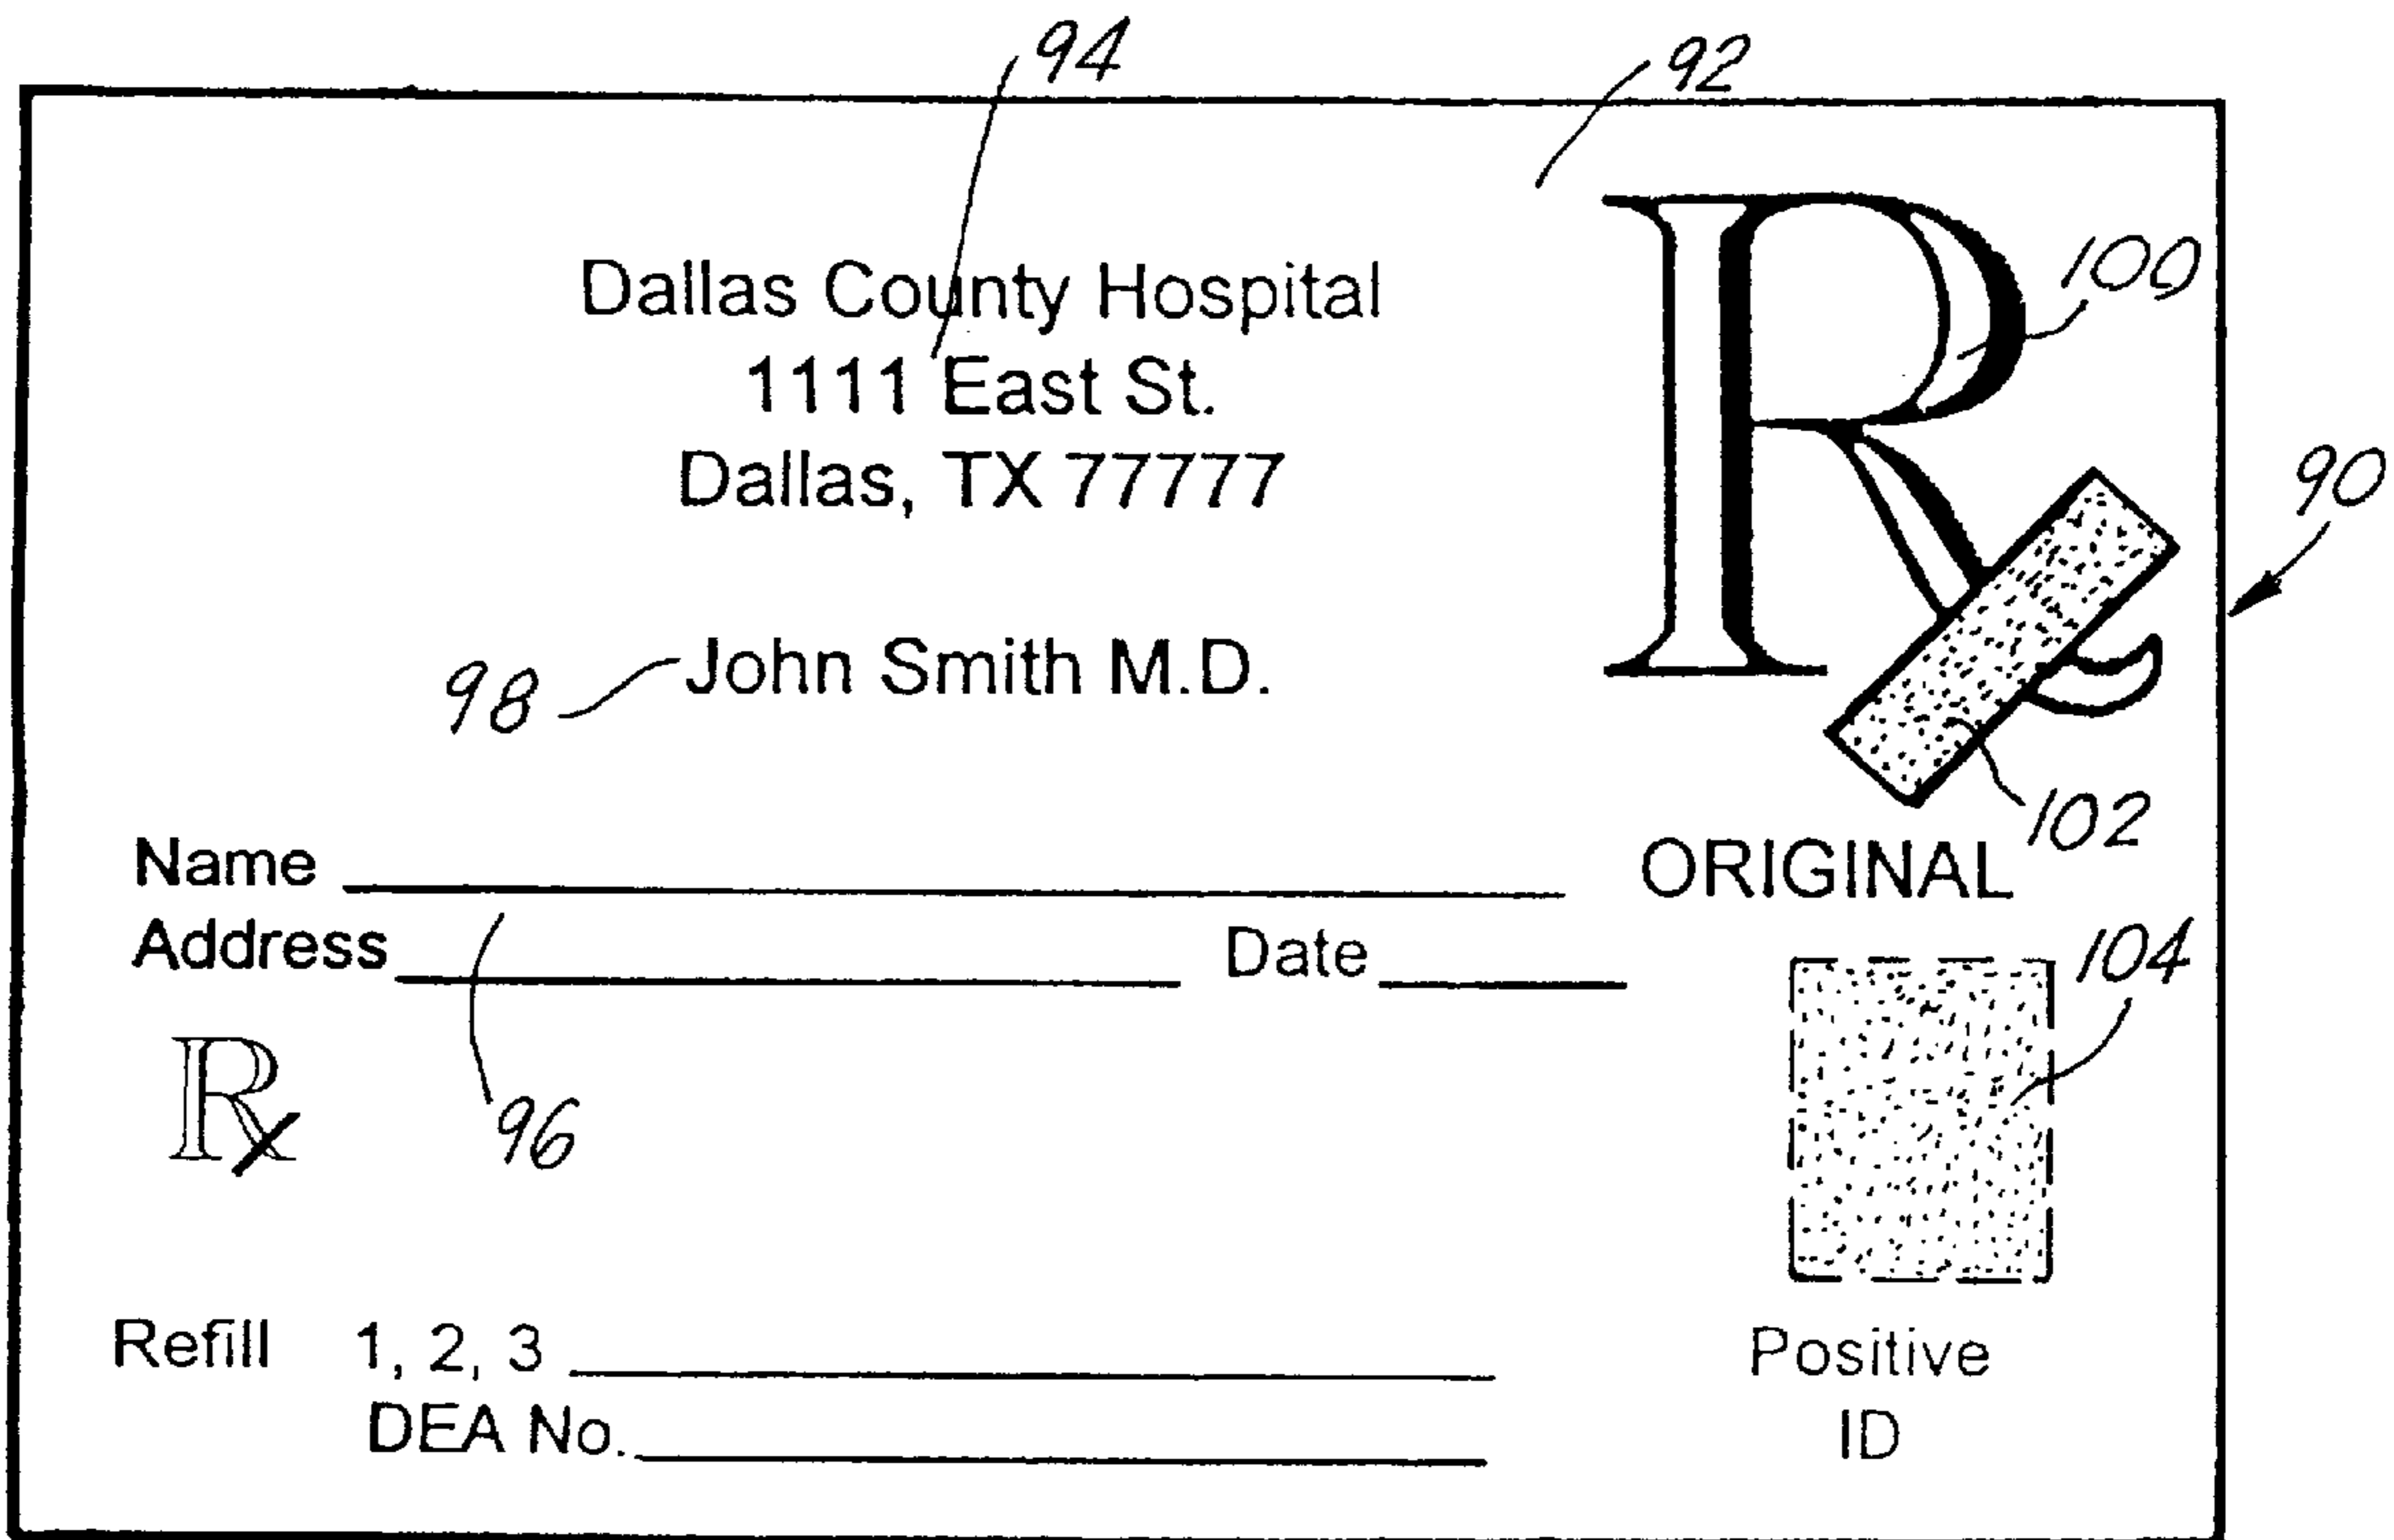 94
92
Dallas County Hospital
1111 East St.
Dallas, TX 77777
Rx
100
90
98
John Smith M.D.
102
Name
ORIGINAL
Address
Date
104
Rx
96
Refill 1, 2, 3
Positive
DEA No.
ID